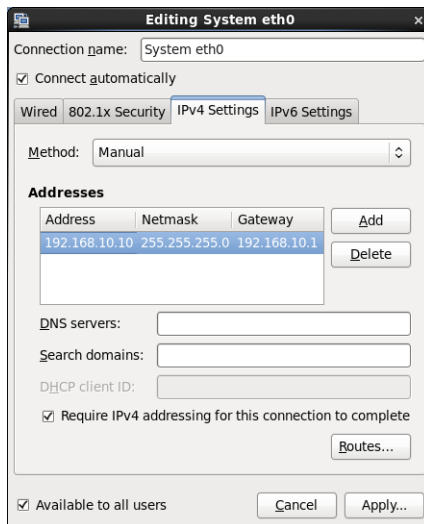 Editing System eth0 ×
Connection name: System eth0
Connect automatically
Wired 802.1x Security IPv4 Settings IPv6 Settings
Method: Manual
Addresses
Address Netmask Gateway Add
192.168.10.10 255.255.255.0 192.168.10.1
Delete
DNS servers:
Search domains:
DHCP client ID:
Require IPv4 addressing for this connection to complete
Routes...
Available to all users Cancel Apply...